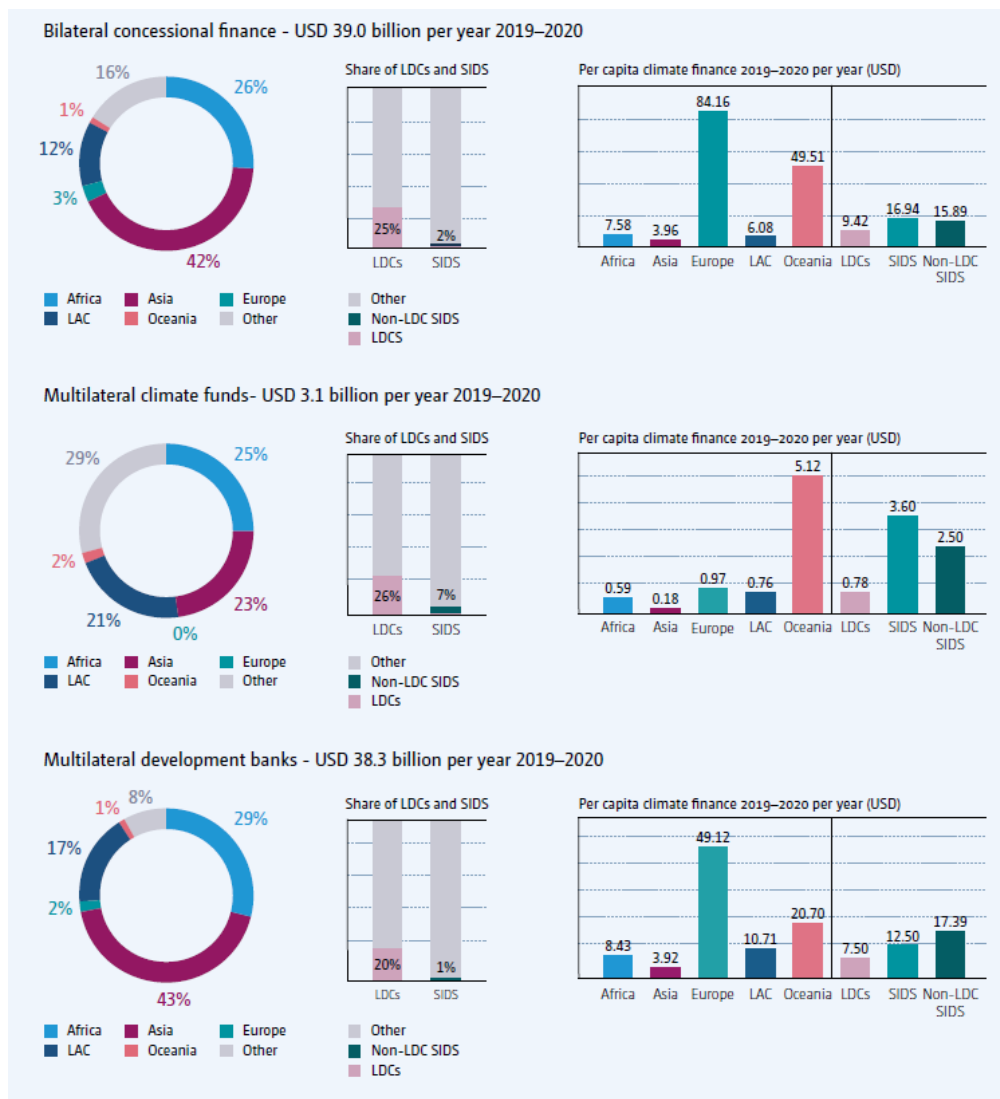 Bilateral concessional finance - USD 39.0 billion per year 2019–2020
16%
26%
1%
12%
3%
42%
Africa Asia Europe
LAC Oceania Other
Share of LDCs and SIDS
25%
2%
LDCs SIDS
Other
Non-LDC SIDS
LDCS
Per capita climate finance 2019–2020 per year (USD)
84.16
49.51
7.58 3.96 6.08 9.42 16.94 15.89
Africa Asia Europe LAC Oceania LDCs SIDS Non-LDC
SIDS
Multilateral climate funds- USD 3.1 billion per year 2019–2020
29%
25%
2%
21%
0%
23%
Africa Asia Europe
LAC Oceania Other
Share of LDCs and SIDS
26%
7%
LDCs SIDS
Other
Non-LDC SIDS
LDCs
Per capita climate finance 2019–2020 per year (USD)
5.12
3.60
2.50
0.59 0.18 0.97 0.76 0.78
Africa Asia Europe LAC Oceania LDCs SIDS Non-LDC
SIDS
Multilateral development banks - USD 38.3 billion per year 2019–2020
8%
1%
29%
17%
2%
43%
Africa Asia Europe
LAC Oceania Other
Share of LDCs and SIDS
20%
1%
LDCs SIDS
Other
Non-LDC SIDS
LDCs
Per capita climate finance 2019–2020 per year (USD)
49.12
20.70
17.39
8.43 3.92 10.71 7.50 12.50
Africa Asia Europe LAC Oceania LDCs SIDS Non-LDC
SIDS